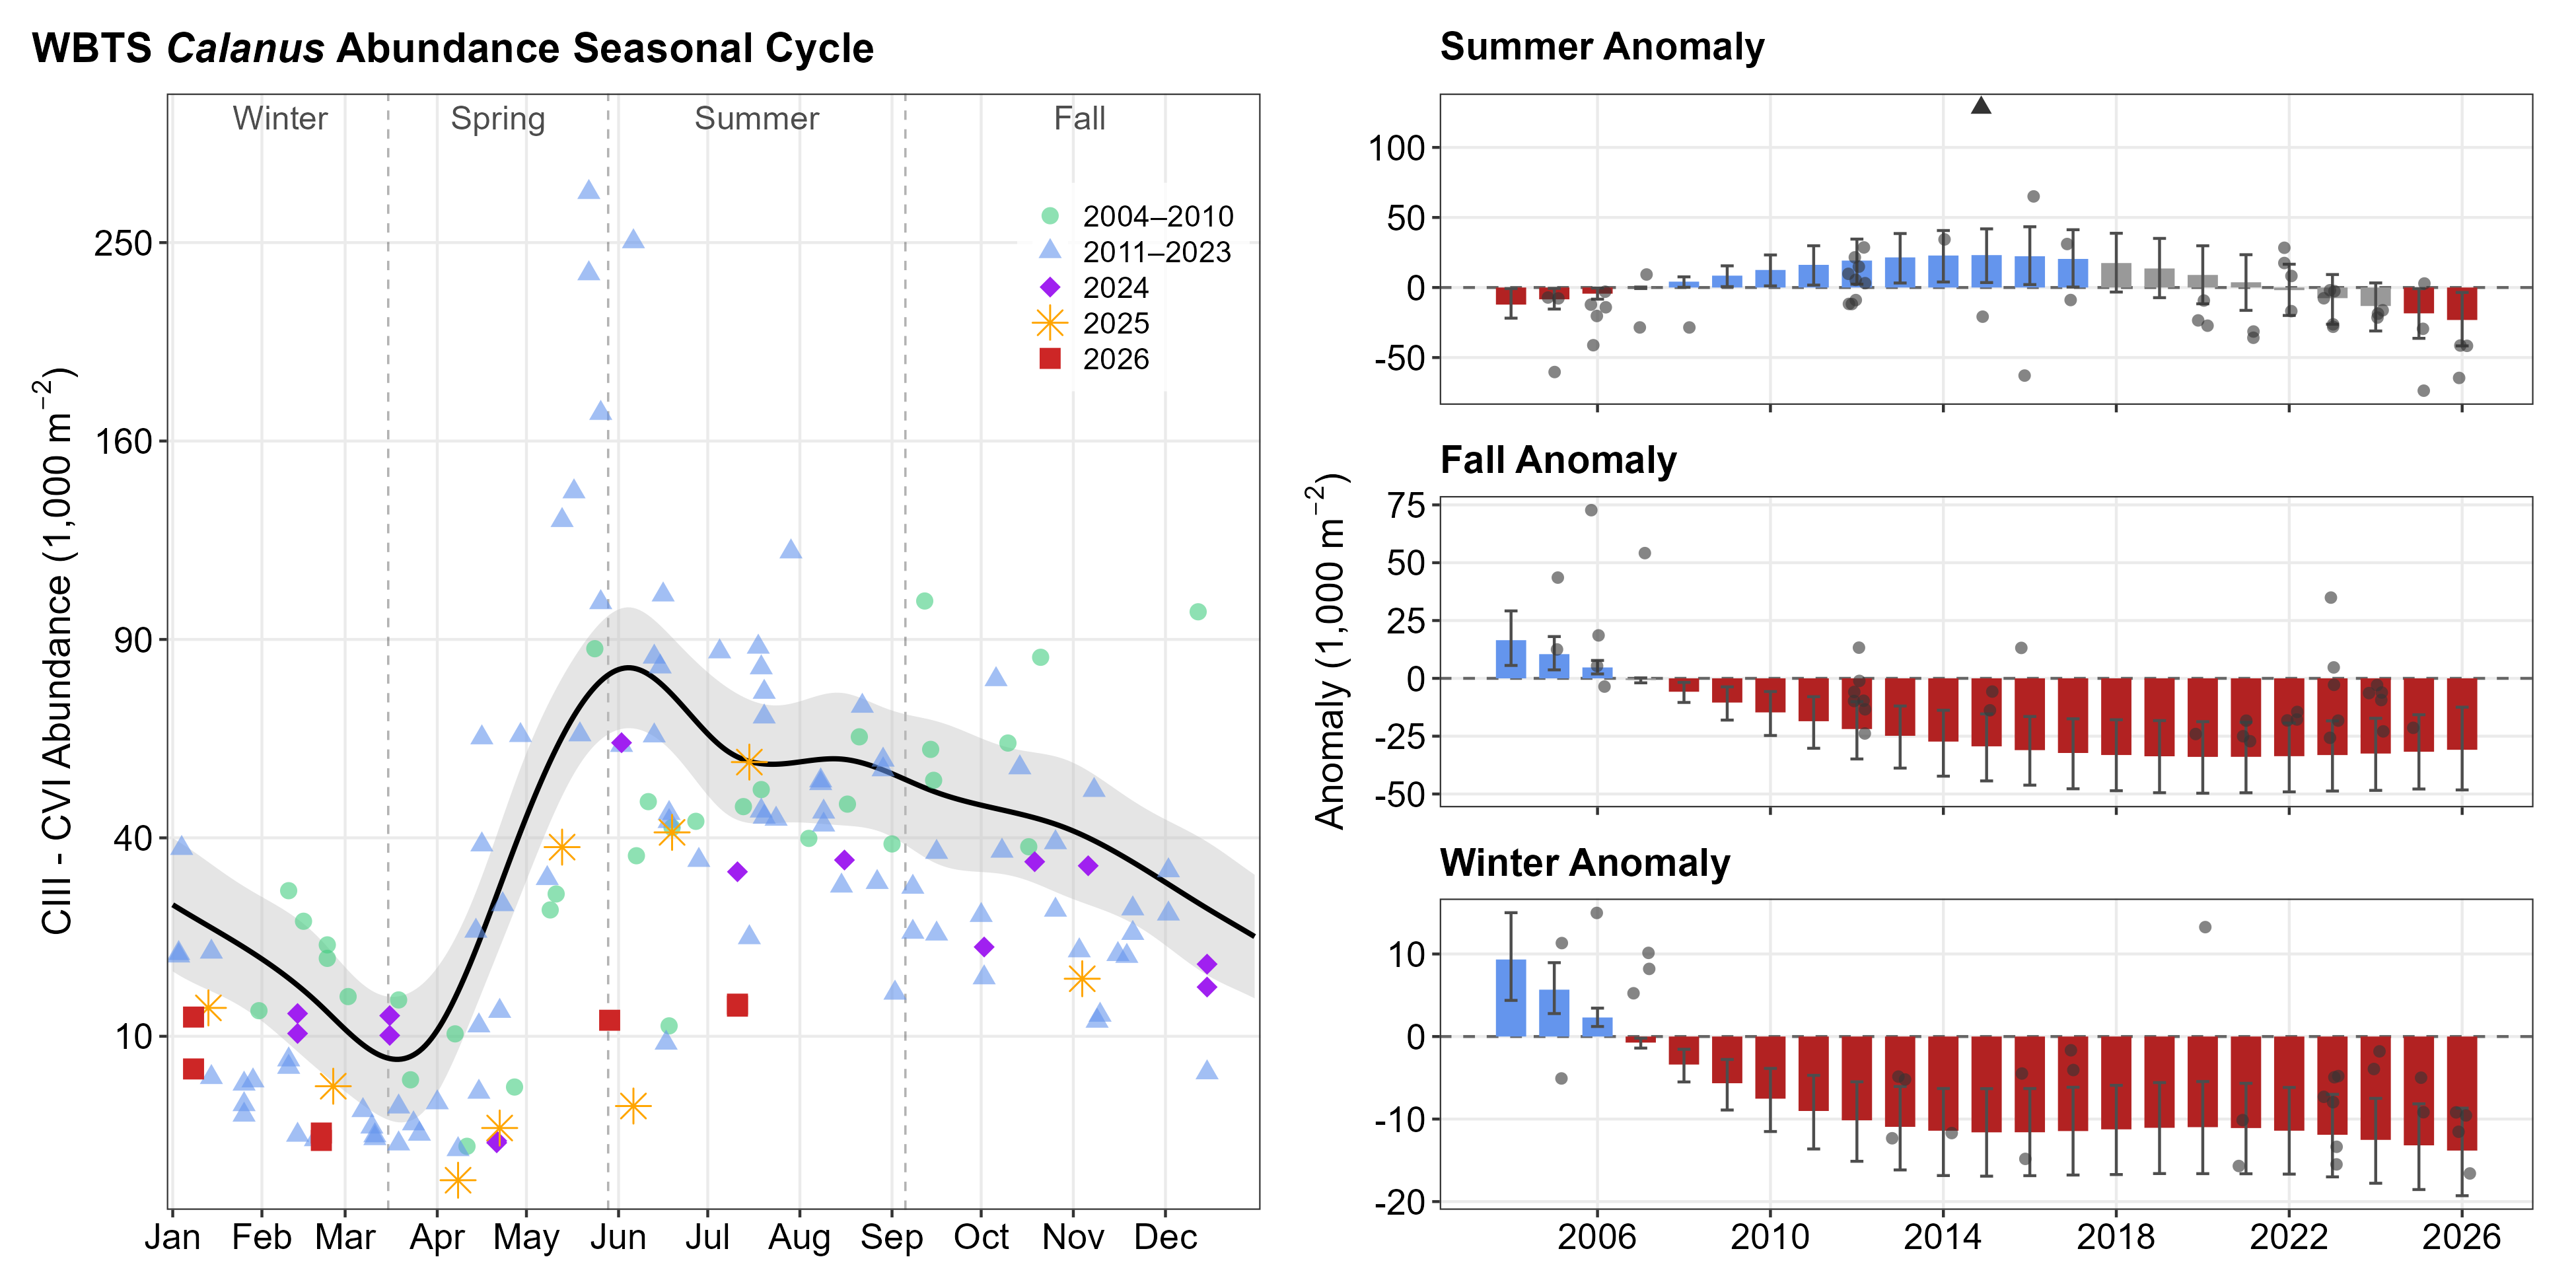 WBTS Calanus Abundance Seasonal Cycle
Winter Spring Summer Fall
2004–2010
2011–2023
2024
2025
2026
250
160
90
40
10
CIII - CVI Abundance (1,000 m⁻²)
Jan Feb Mar Apr May Jun Jul Aug Sep Oct Nov Dec
Summer Anomaly
100
50
0
-50
Fall Anomaly
75
50
25
0
-25
-50
Anomaly (1,000 m⁻²)
Winter Anomaly
10
0
-10
-20
2006 2010 2014 2018 2022 2026